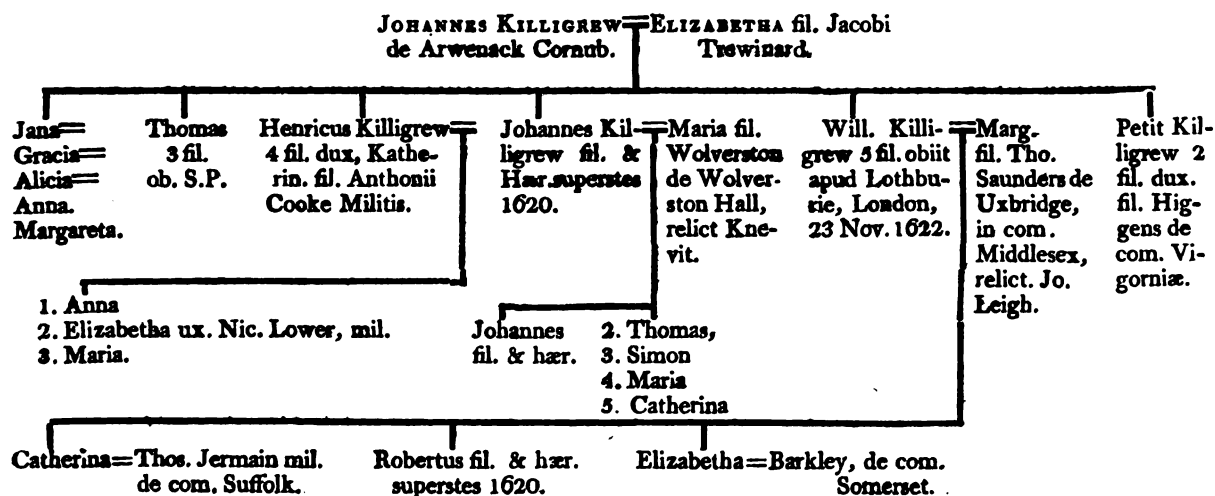 JOHANNES KILLIGREW=ELIZABETHA fil. Jacobi
de Arwenack Cornub. Trewinard.
Jana=
Gracia=
Alicia=
Anna.
Margareta.
Thomas
3 fil.
ob. S.P.
Henricus Killigrew=
4 fil. dux, Kathe-
rin. fil. Anthonii
Cooke Militis.
Johannes Kil-
ligrew fil. &
Hær. superstes
1620.
=Maria fil.
Wolverston
de Wolver-
ston Hall,
relict Kne-
vit.
Will. Killi-
grew 5 fil. obiit
apud Lothbu-
rie, London,
23 Nov. 1622.
=Marg.
fil. Tho.
Saunders de
Uxbridge,
in com.
Middlesex,
relict. Jo.
Leigh.
Petit Kil-
ligrew 2
fil. dux.
fil. Hig-
gens de
com. Vi-
gorniæ.
1. Anna
2. Elizabetha ux. Nic. Lower, mil.
3. Maria.
Johannes
fil. & hær.
2. Thomas,
3. Simon
4. Maria
5. Catherina
Catherina=Thos. Jermain mil.
de com. Suffolk.
Robertus fil. & hær.
superstes 1620.
Elizabetha=Barkley, de com.
Somerset.